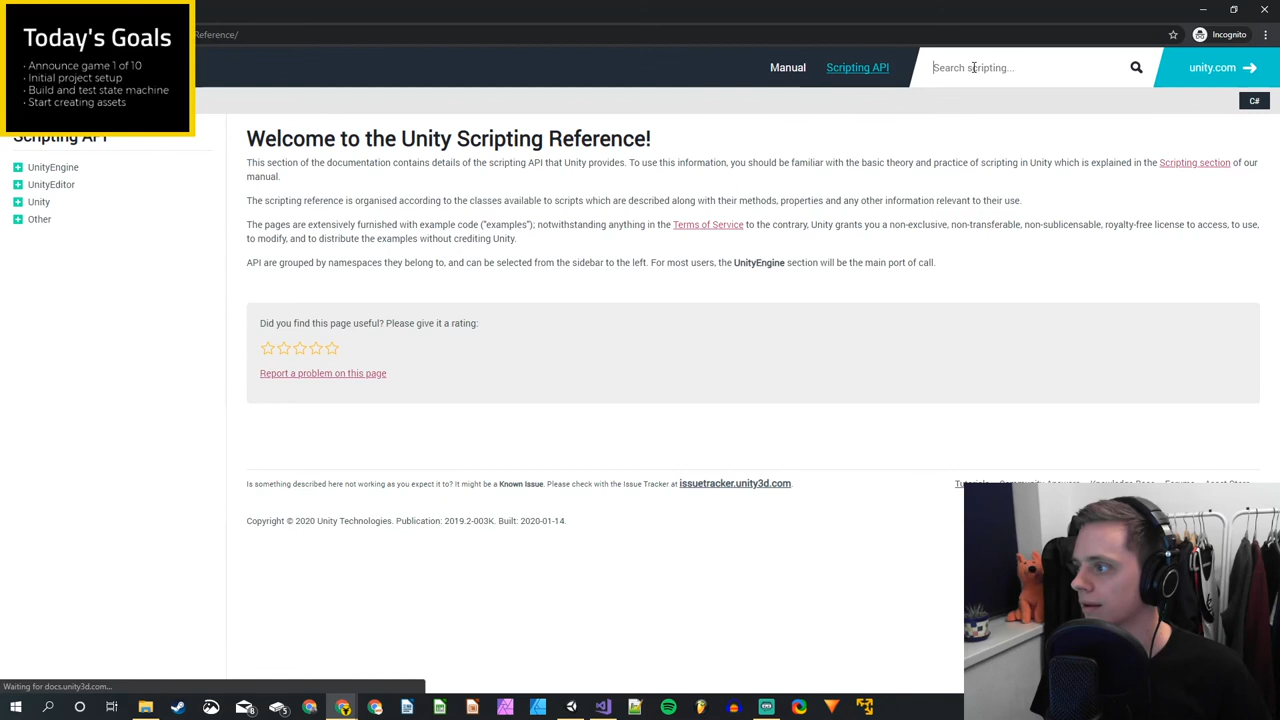 Today's Goals
· Announce game 1 of 10
· Initial project setup
· Build and test state machine
· Start creating assets
Reference/
Incognito
Manual
Scripting API
Search scripting...
unity.com
C#
Scripting API
UnityEngine
UnityEditor
Unity
Other
Welcome to the Unity Scripting Reference!
This section of the documentation contains details of the scripting API that Unity provides. To use this information, you should be familiar with the basic theory and practice of scripting in Unity which is explained in the Scripting section of our
manual.
The scripting reference is organised according to the classes available to scripts which are described along with their methods, properties and any other information relevant to their use.
The pages are extensively furnished with example code ("examples"); notwithstanding anything in the Terms of Service to the contrary, Unity grants you a non-exclusive, non-transferable, non-sublicensable, royalty-free license to access, to use,
to modify, and to distribute the examples without crediting Unity.
API are grouped by namespaces they belong to, and can be selected from the sidebar to the left. For most users, the UnityEngine section will be the main port of call.
Did you find this page useful? Please give it a rating:
Report a problem on this page
Is something described here not working as you expect it to? It might be a Known Issue. Please check with the Issue Tracker at issuetracker.unity3d.com.
Copyright © 2020 Unity Technologies. Publication: 2019.2-003K. Built: 2020-01-14.
Waiting for docs.unity3d.com...